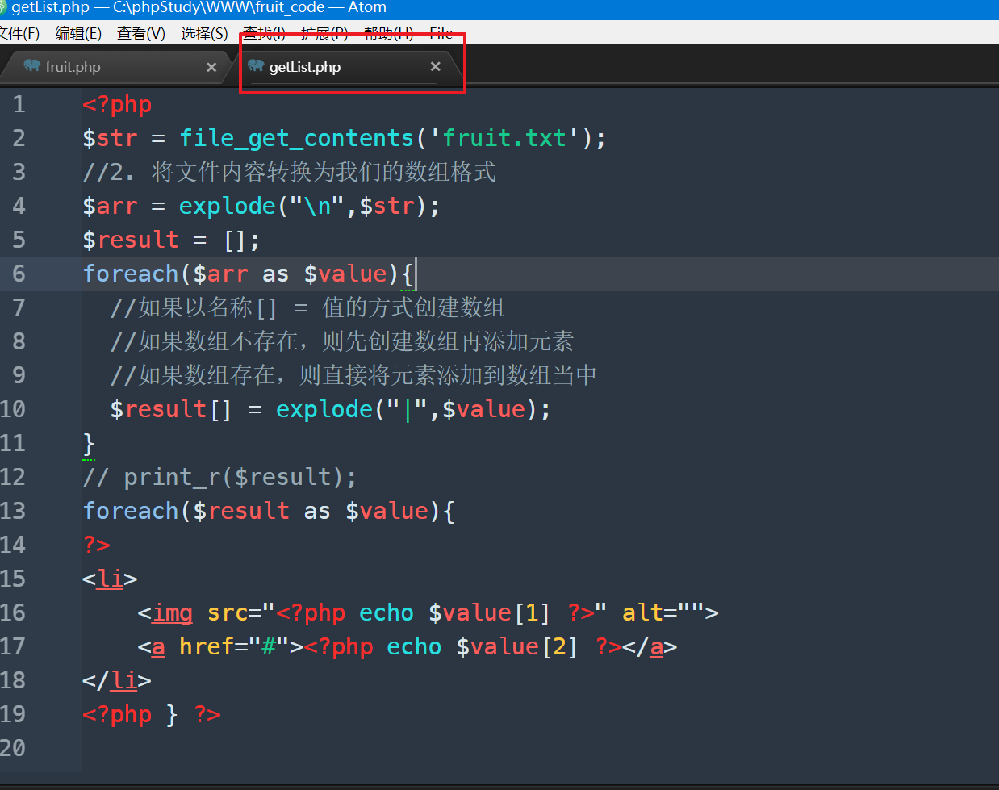 getList.php — C:\phpStudy\WWW\fruit_code — Atom
文件(F) 编辑(E) 查看(V) 选择(S) 查找(I) 扩展(P) 帮助(H) File
fruit.php × getList.php ×
1 <?php
2 $str = file_get_contents('fruit.txt');
3 //2. 将文件内容转换为我们的数组格式
4 $arr = explode("\n",$str);
5 $result = [];
6 foreach($arr as $value){
7 //如果以名称[] = 值的方式创建数组
8 //如果数组不存在，则先创建数组再添加元素
9 //如果数组存在，则直接将元素添加到数组当中
10 $result[] = explode("|",$value);
11 }
12 // print_r($result);
13 foreach($result as $value){
14 ?>
15 <li>
16 <img src="<?php echo $value[1] ?>" alt="">
17 <a href="#"><?php echo $value[2] ?></a>
18 </li>
19 <?php } ?>
20